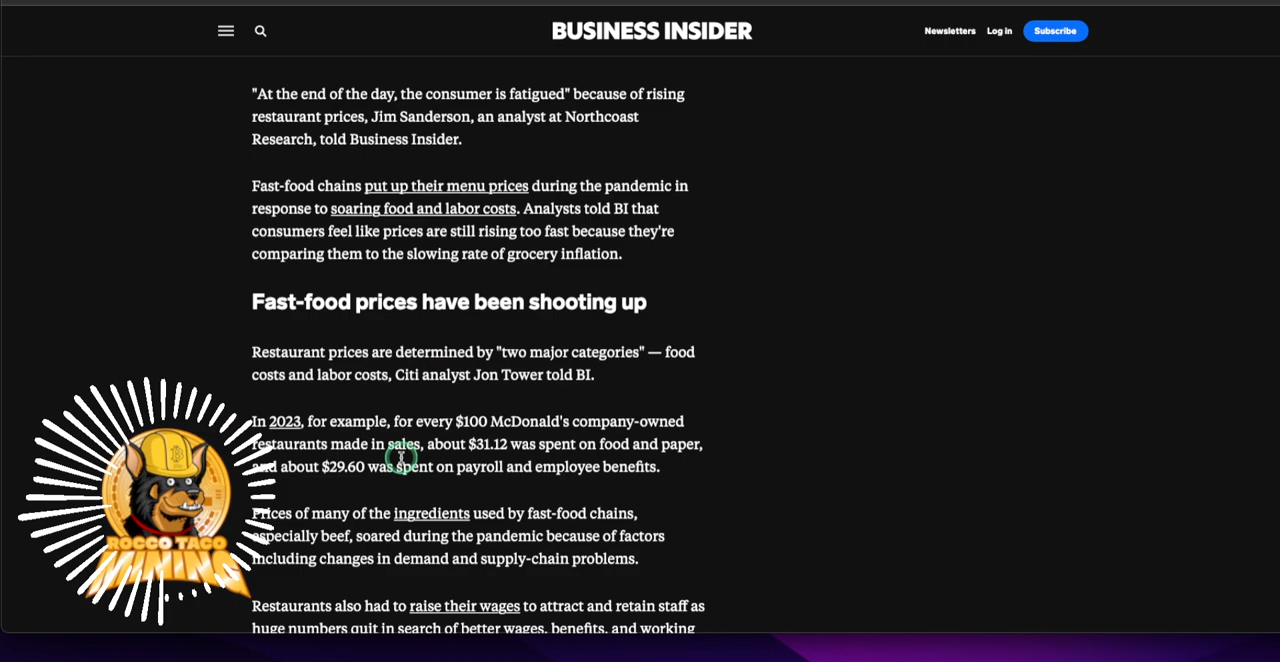 BUSINESS INSIDER
Newsletters Log in Subscribe
"At the end of the day, the consumer is fatigued" because of rising
restaurant prices, Jim Sanderson, an analyst at Northcoast
Research, told Business Insider.
Fast-food chains put up their menu prices during the pandemic in
response to soaring food and labor costs. Analysts told BI that
consumers feel like prices are still rising too fast because they're
comparing them to the slowing rate of grocery inflation.
Fast-food prices have been shooting up
Restaurant prices are determined by "two major categories" — food
costs and labor costs, Citi analyst Jon Tower told BI.
In 2023, for example, for every $100 McDonald's company-owned
restaurants made in sales, about $31.12 was spent on food and paper,
and about $29.60 was spent on payroll and employee benefits.
Prices of many of the ingredients used by fast-food chains,
especially beef, soared during the pandemic because of factors
including changes in demand and supply-chain problems.
Restaurants also had to raise their wages to attract and retain staff as
huge numbers quit in search of better wages, benefits, and working
ROCCO TACO
MINING